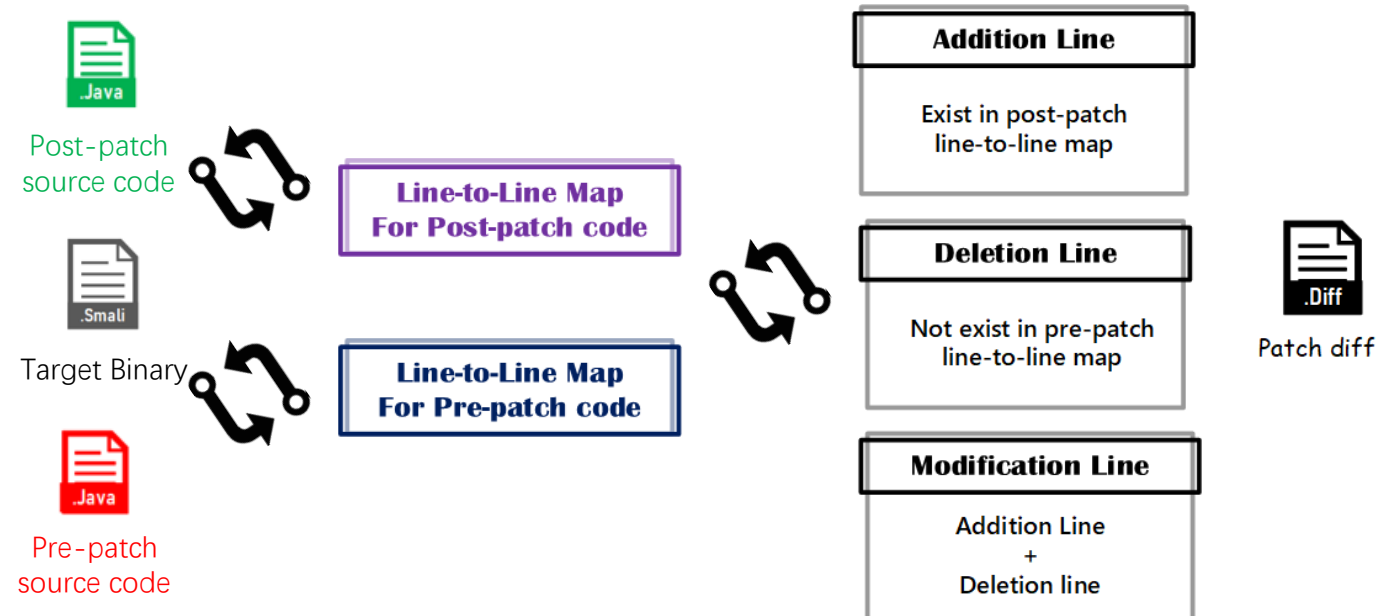 .Java
Post-patch
source code
.Smali
Target Binary
.Java
Pre-patch
source code
Line-to-Line Map
For Post-patch code
Line-to-Line Map
For Pre-patch code
Addition Line
Exist in post-patch
line-to-line map
Deletion Line
Not exist in pre-patch
line-to-line map
Modification Line
Addition Line
+
Deletion line
.Diff
Patch diff